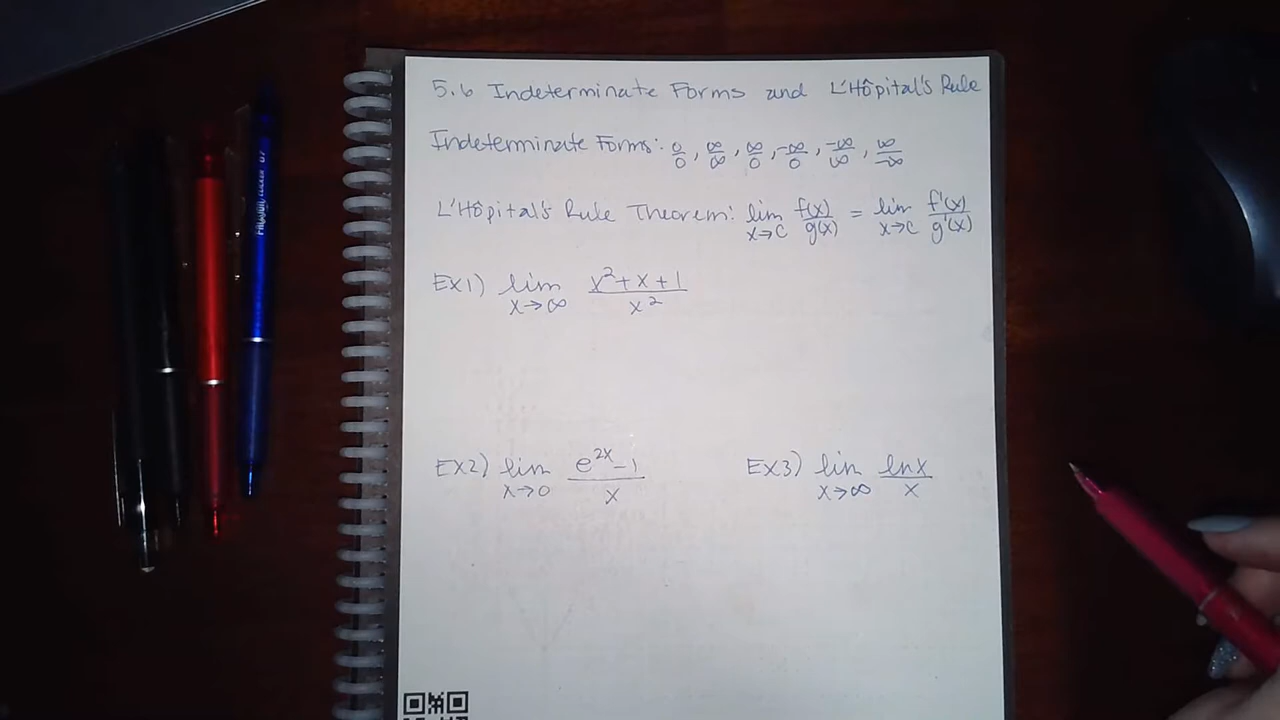 5.6 Indeterminate Forms and L'Hôpital's Rule
Indeterminate Forms: 0/0, ∞/∞, ∞/0, -∞/0, -∞/∞, ∞/-∞
L'Hôpital's Rule Theorem: lim x→c f(x)/g(x) = lim x→c f'(x)/g'(x)
Ex1) lim x→∞ (x²+x+1)/x²
Ex2) lim x→0 (e^(2x)-1)/x
Ex3) lim x→∞ lnx/x